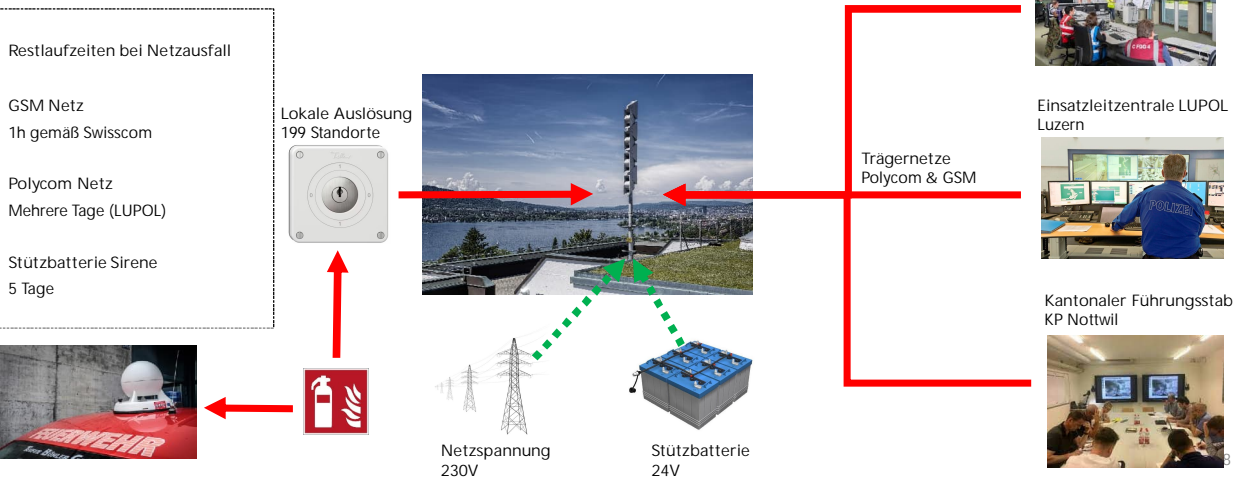 Restlaufzeiten bei Netzausfall
GSM Netz
1h gemäß Swisscom
Polycom Netz
Mehrere Tage (LUPOL)
Stützbatterie Sirene
5 Tage
Lokale Auslösung
199 Standorte
Trägernetze
Polycom & GSM
Einsatzleitzentrale LUPOL
Luzern
POLIZEI
Kantonaler Führungsstab
KP Nottwil
FEUERWEHR
Netzspannung
230V
Stützbatterie
24V
8